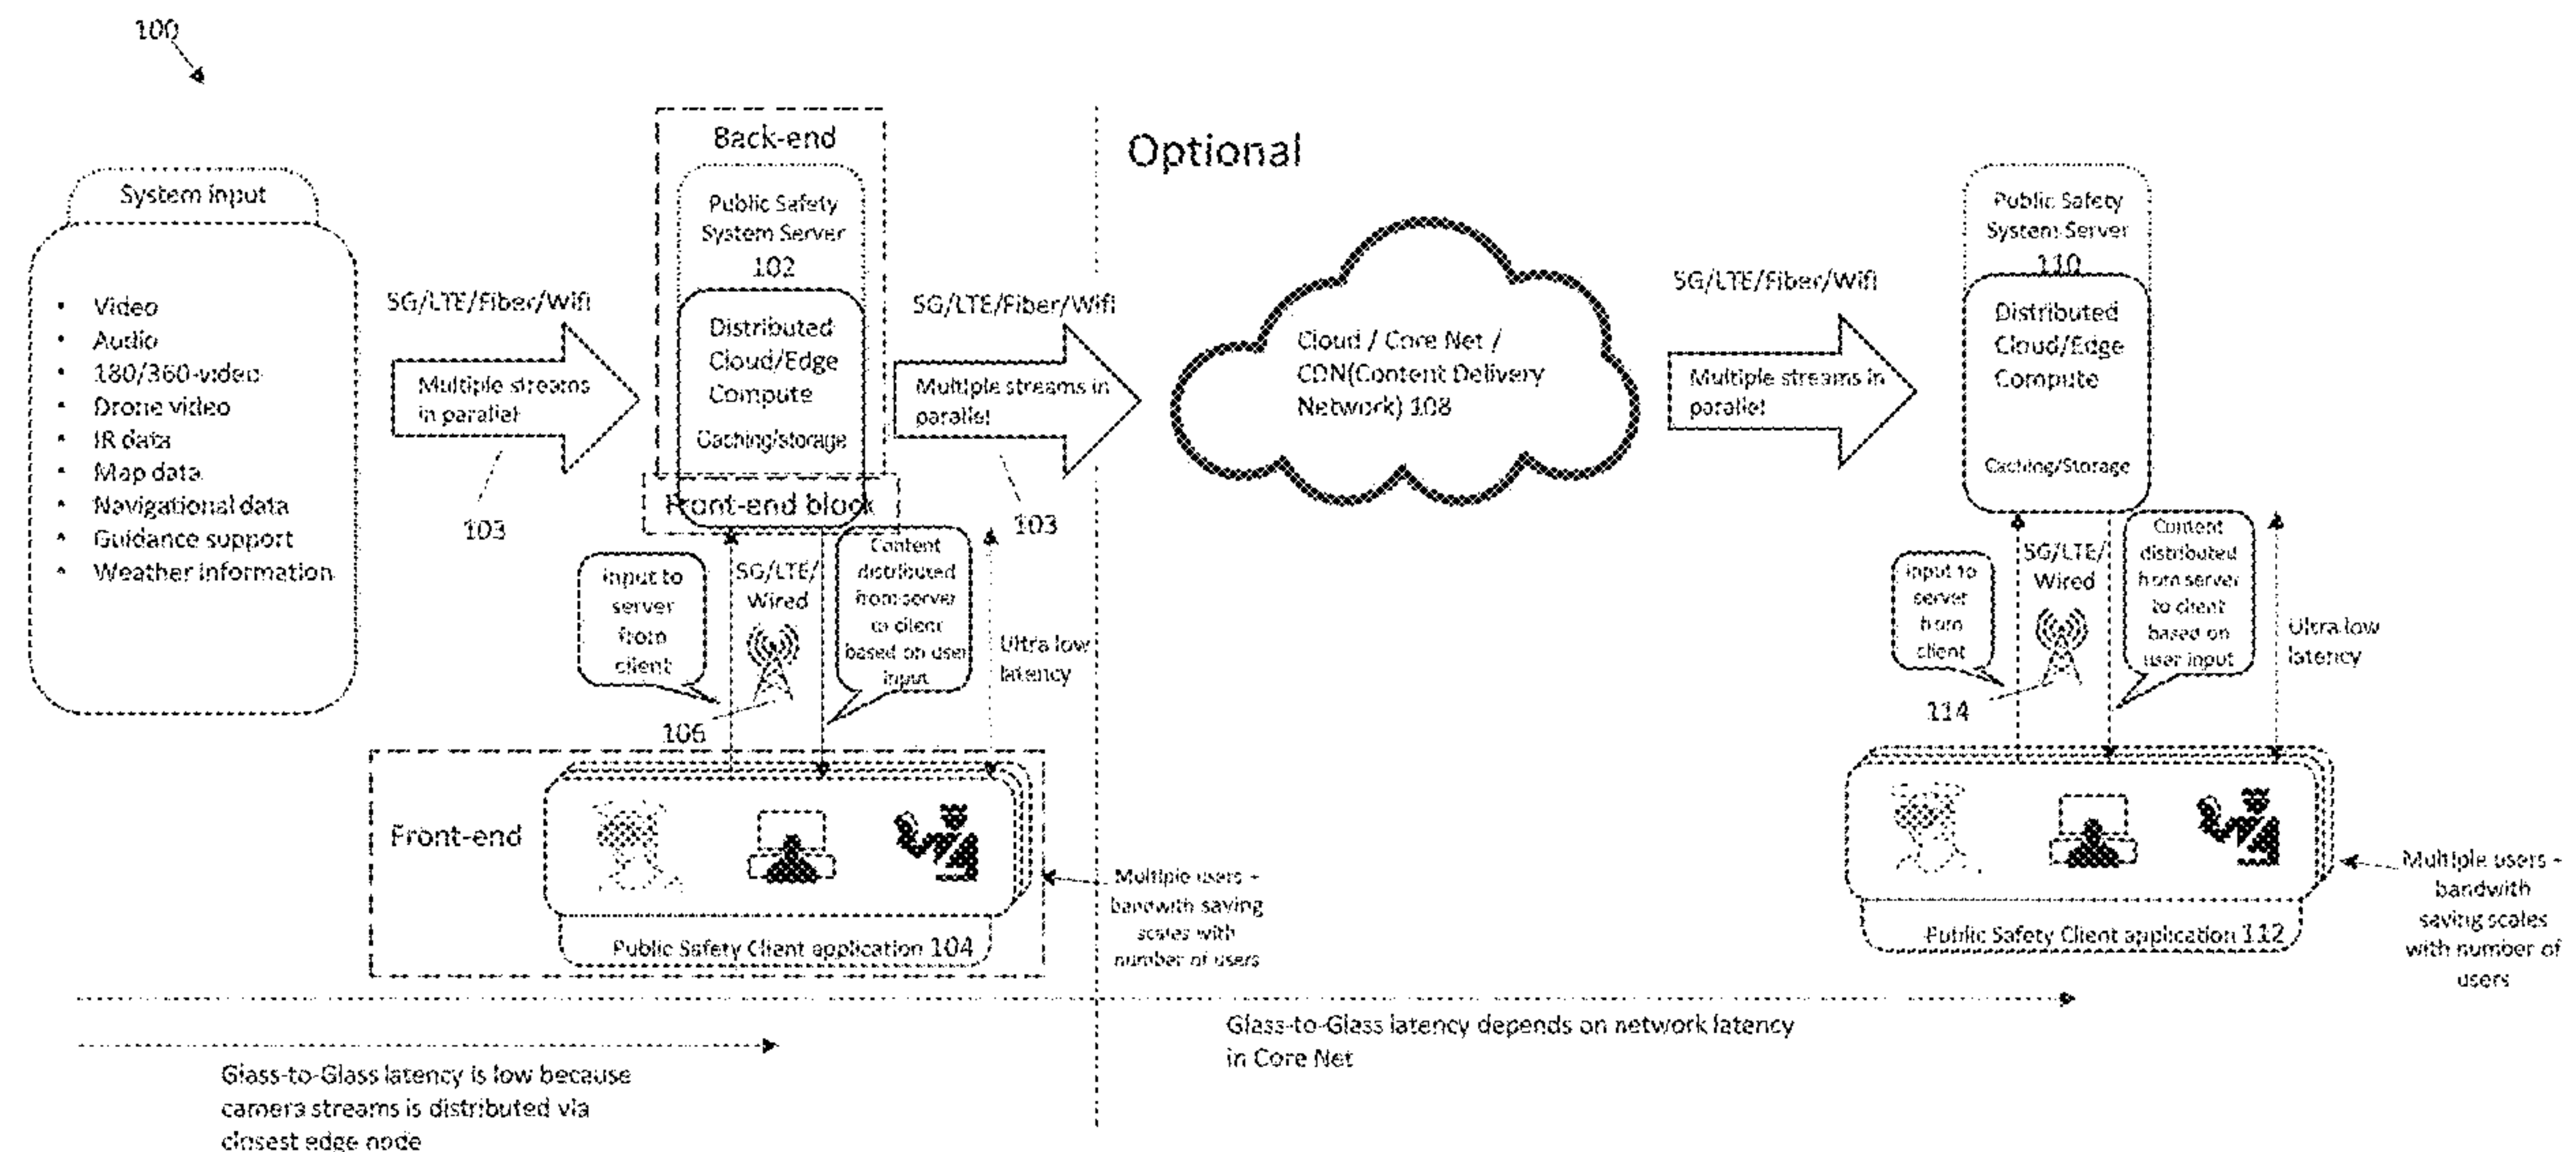 100
System input
• Video
• Audio
• 180/360-video
• Drone video
• IR data
• Map data
• Navigational data
• Guidance support
• Weather information
5G/LTE/Fiber/Wifi
Multiple streams
in parallel
103
Back-end
Public Safety
System Server
102
Distributed
Cloud/Edge
Compute
Caching/storage
Front-end block
5G/LTE/Fiber/Wifi
Multiple streams in
parallel
103
input to
server
from
client
5G/LTE/
Wired
106
Content
distributed
from server
to client
based on user
input
Ultra low
latency
Front-end
Public Safety Client application 104
Multiple users -
bandwith saving
scales with
number of users
Optional
Cloud / Core Net /
CDN(Content Delivery
Network) 108
5G/LTE/Fiber/Wifi
Multiple streams in
parallel
Public Safety
System Server
110
Distributed
Cloud/Edge
Compute
Caching/Storage
input to
server
from
client
5G/LTE/
Wired
114
Content
distributed
from server
to client
based on
user input
Ultra low
latency
Public Safety Client application 112
Multiple users -
bandwith
saving scales
with number of
users
Glass-to-Glass latency depends on network latency
in Core Net
Glass-to-Glass latency is low because
camera streams is distributed via
closest edge node